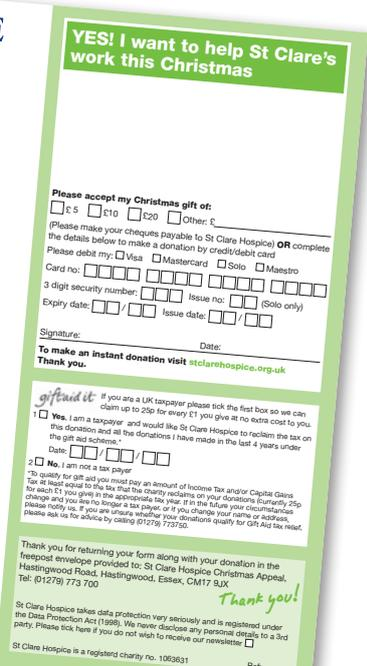 YES! I want to help St Clare's
work this Christmas
Please accept my Christmas gift of:
£ 5 £10 £20 Other: £
(Please make your cheques payable to St Clare Hospice) OR complete
the details below to make a donation by credit/debit card
Please debit my: Visa Mastercard Solo Maestro
Card no:
3 digit security number: Issue no: (Solo only)
Expiry date: / Issue date: /
Signature: Date:
To make an instant donation visit stclarehospice.org.uk
Thank you.
giftaid it If you are a UK taxpayer please tick the first box so we can
claim up to 25p for every £1 you give at no extra cost to you.
1 Yes, I am a taxpayer and would like St Clare Hospice to reclaim the tax on
this donation and all the donations I have made in the last 4 years under
the gift aid scheme.*
Date: / /
2 No, I am not a tax payer
*To qualify for gift aid you must pay an amount of Income Tax and/or Capital Gains
Tax at least equal to the tax that the charity reclaims on your donations (currently 25p
for each £1 you give) in the appropriate tax year. If in the future your circumstances
change and you are no longer a tax payer, or if you change your name or address,
please notify us. If you are unsure whether your donations qualify for Gift Aid tax relief,
please ask us for advice by calling (01279) 773750.
Thank you for returning your form along with your donation in the
freepost envelope provided to: St Clare Hospice Christmas Appeal,
Hastingwood Road, Hastingwood, Essex, CM17 9JX
Tel: (01279) 773 700
Thank you!
St Clare Hospice takes data protection very seriously and is registered under
the Data Protection Act (1998). We never disclose any personal details to a 3rd
party. Please tick here if you do not wish to receive our newsletter
St Clare Hospice is a registerd charity no. 1063631